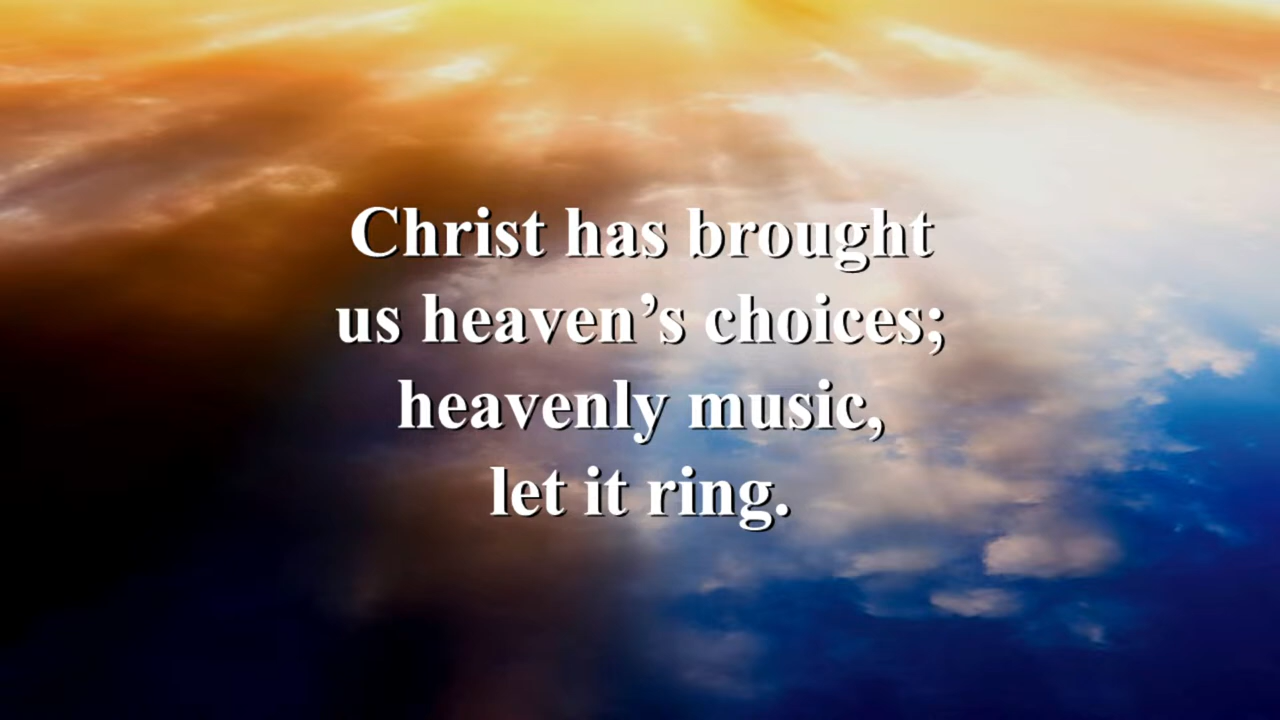 Christ has brought
us heaven’s choices;
heavenly music,
let it ring.